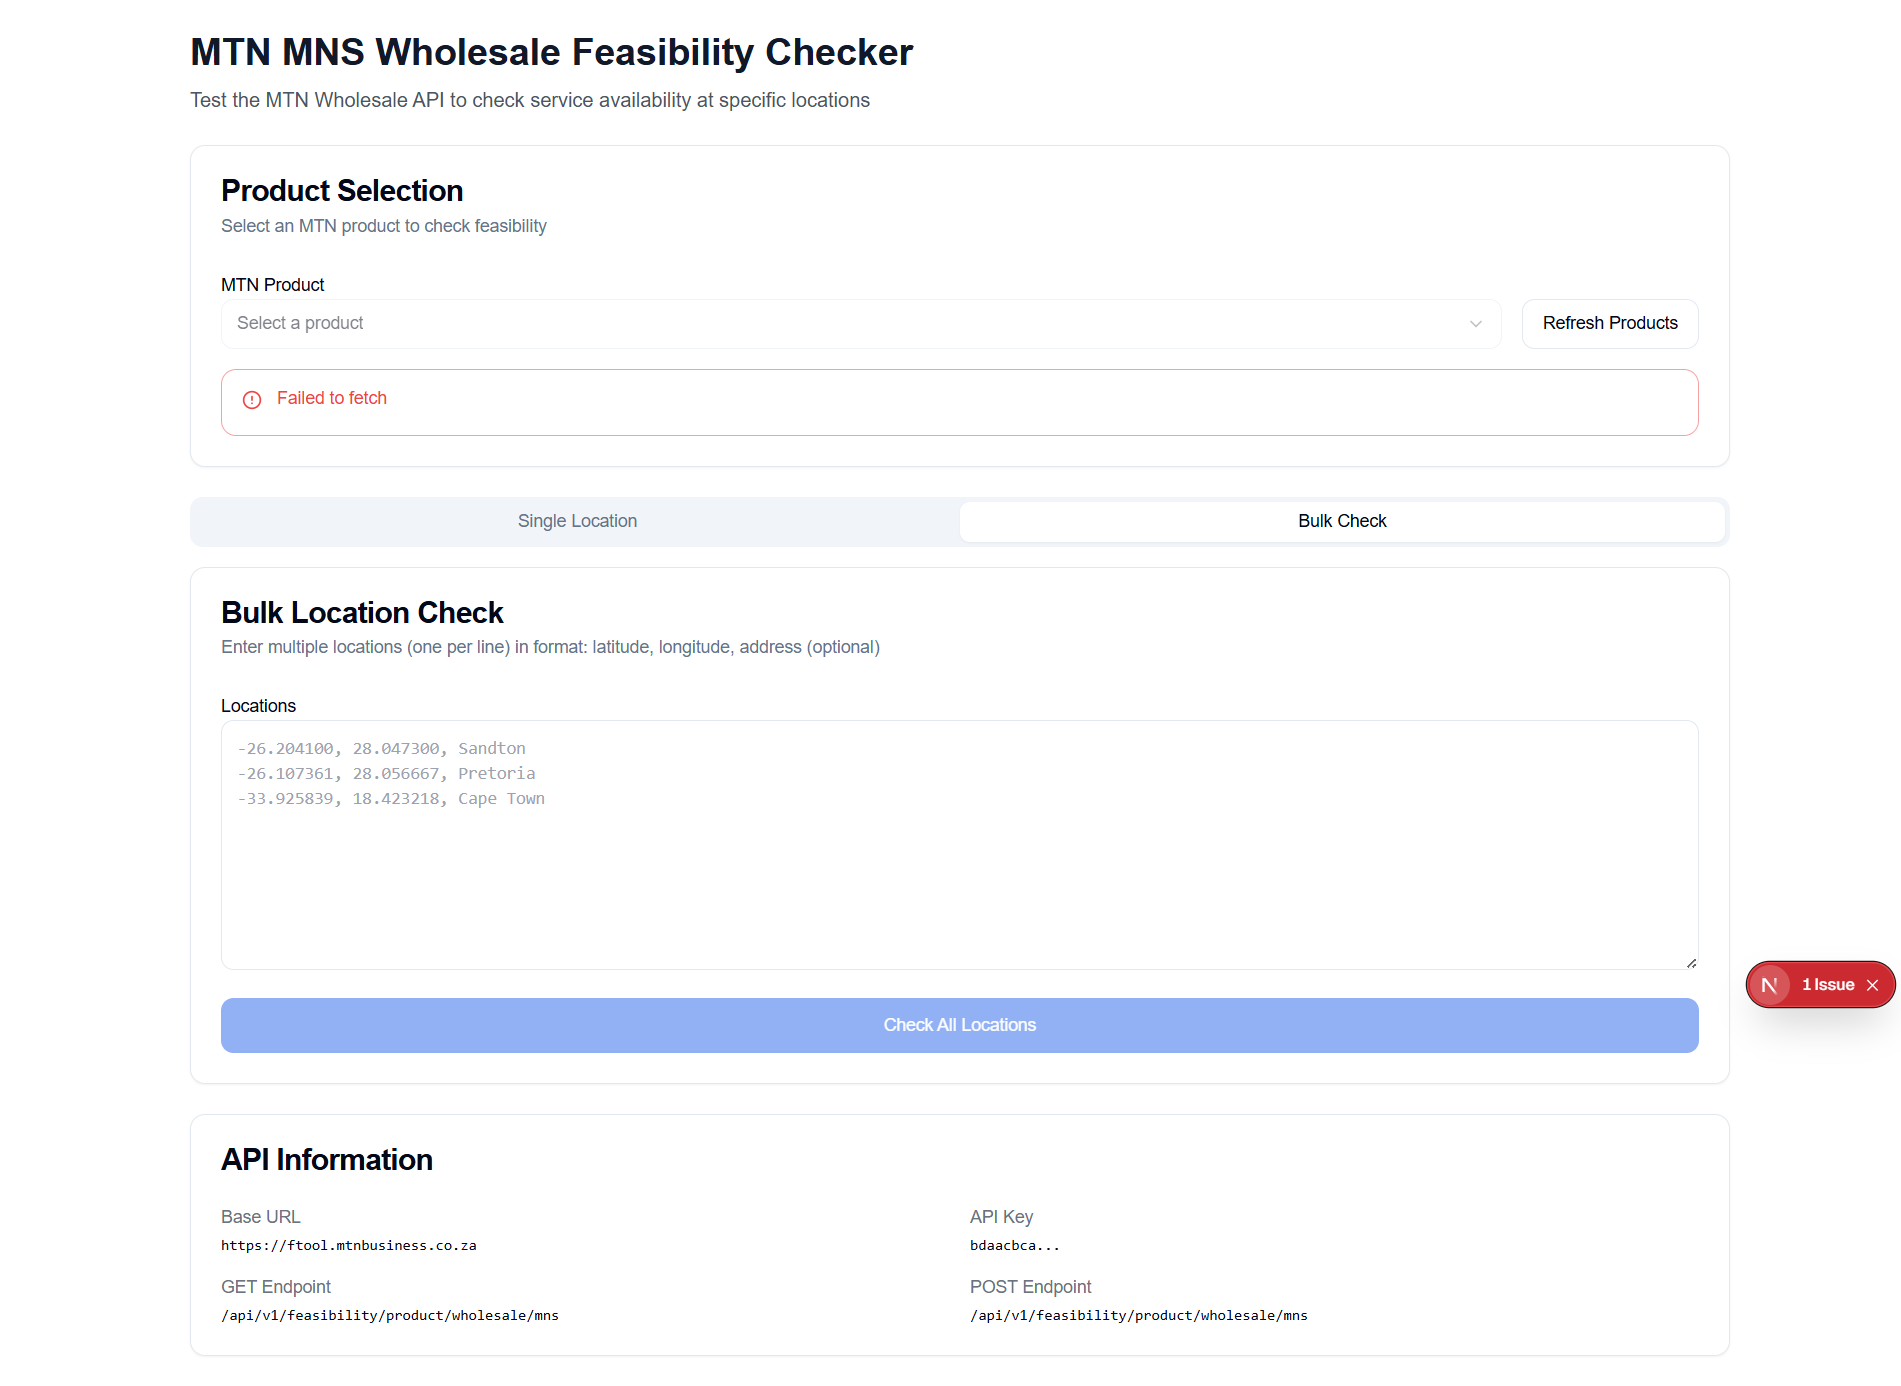 MTN MNS Wholesale Feasibility Checker
Test the MTN Wholesale API to check service availability at specific locations
Product Selection
Select an MTN product to check feasibility
MTN Product
Select a product
Refresh Products
Failed to fetch
Single Location
Bulk Check
Bulk Location Check
Enter multiple locations (one per line) in format: latitude, longitude, address (optional)
Locations
-26.204100, 28.047300, Sandton
-26.107361, 28.056667, Pretoria
-33.925839, 18.423218, Cape Town
N 1 Issue
Check All Locations
API Information
Base URL
https://ftool.mtnbusiness.co.za
API Key
bdaacbca...
GET Endpoint
/api/v1/feasibility/product/wholesale/mns
POST Endpoint
/api/v1/feasibility/product/wholesale/mns